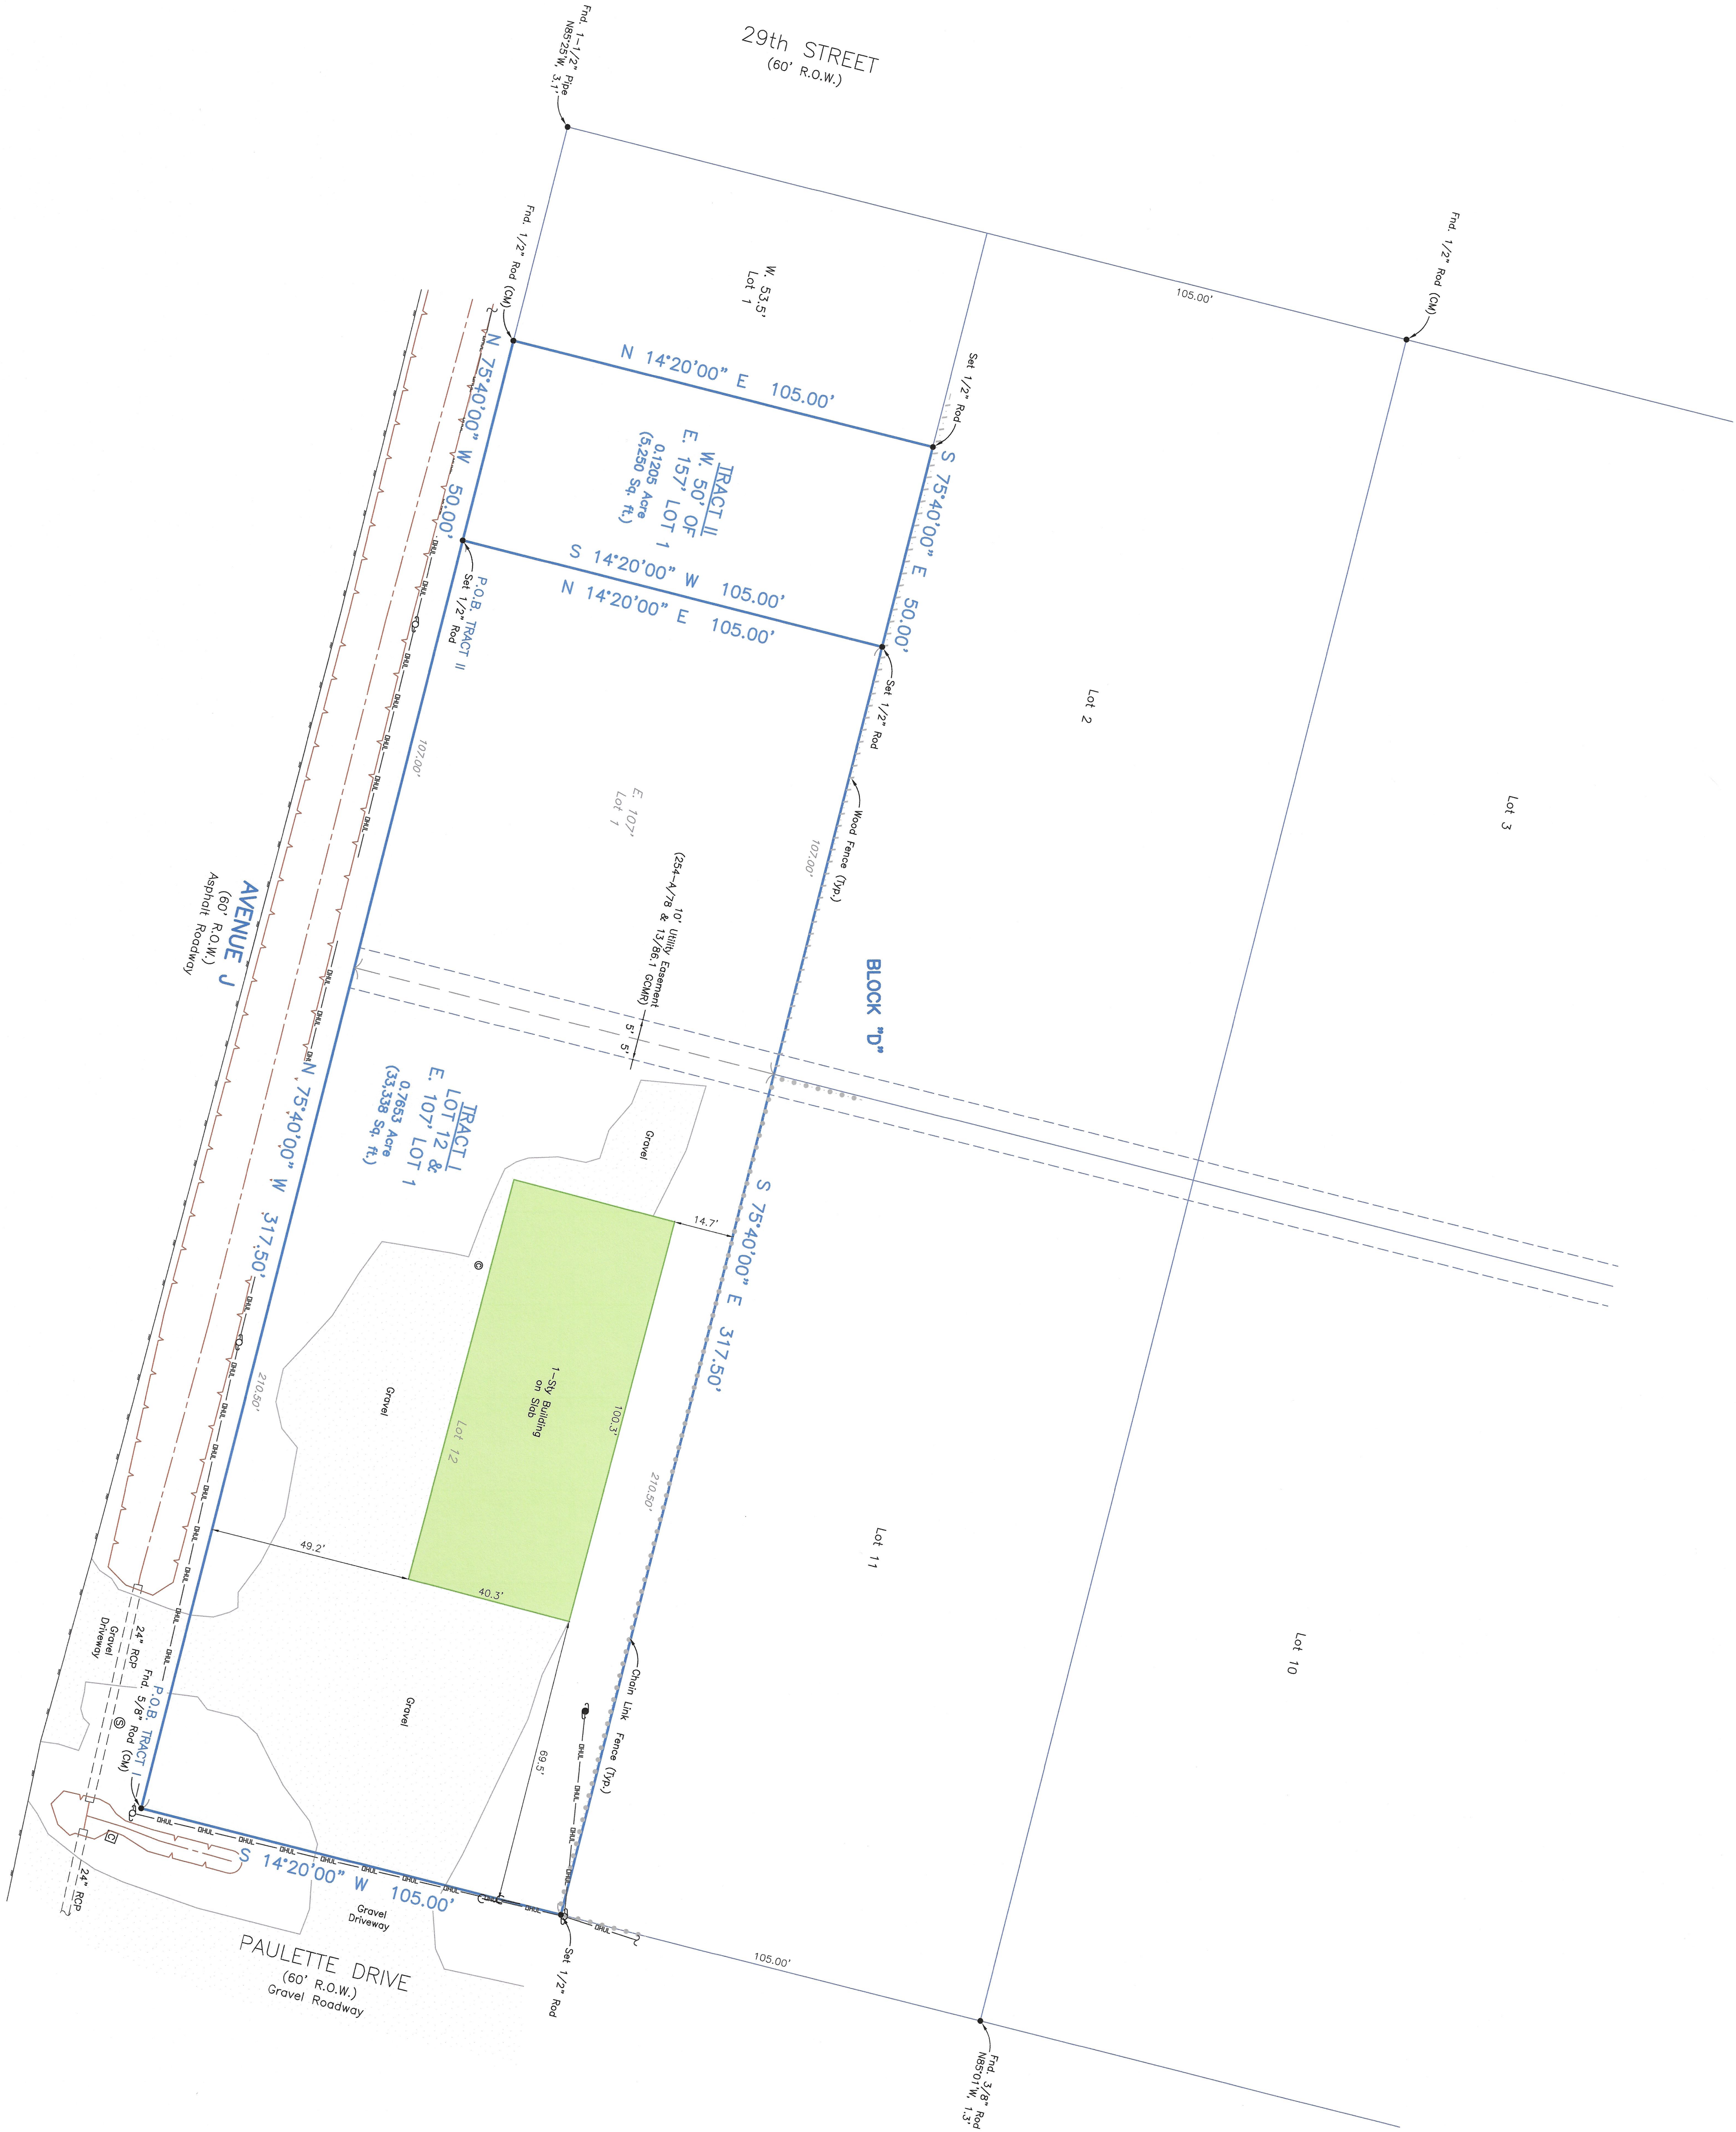 29th STREET
(60' R.O.W.)
Fnd. 1-1/2" Pipe
N85°25'W, 3.1'
Fnd. 1/2" Rod (CM)
105.00'
Fnd. 1/2" Rod (CM)
W. 53.5'
Lot 1
Set 1/2" Rod
N 14°20'00" E 105.00'
N 75°40'00" W 50.00'
S 75°40'00" E 50.00'
TRACT II
W. 50' OF
E. 157' LOT 1
0.1205 Acre
(5,250 Sq. ft.)
S 14°20'00" W 105.00'
N 14°20'00" E 105.00'
P.O.B. TRACT II
Set 1/2" Rod
Set 1/2" Rod
Lot 2
Lot 3
107.00'
E. 107'
Lot 1
Wood Fence (Typ.)
107.00'
10' Utility Easement
(254-A/78 & 13/86.1 GCMR)
5' 5'
BLOCK "D"
AVENUE J
(60' R.O.W.)
Asphalt Roadway
TRACT I
LOT 12 &
E. 107' LOT 1
0.7653 Acre
(33,338 Sq. ft.)
N 75°40'00" W 317.50'
S 75°40'00" E 317.50'
Gravel
14.7'
1-Sty Building
on Slab
100.3'
Lot 12
Gravel
210.50'
210.50'
49.2'
40.3'
Lot 11
Lot 10
Gravel
69.5'
Chain Link Fence (Typ.)
Gravel
Driveway
24" RCP
P.O.B. TRACT I
Fnd. 5/8" Rod (CM)
S
C
24" RCP
S 14°20'00" W 105.00'
OHUL
Gravel
Driveway
Set 1/2" Rod
105.00'
PAULETTE DRIVE
(60' R.O.W.)
Gravel Roadway
Fnd. 3/8" Rod
N85°01'W, 1.3'